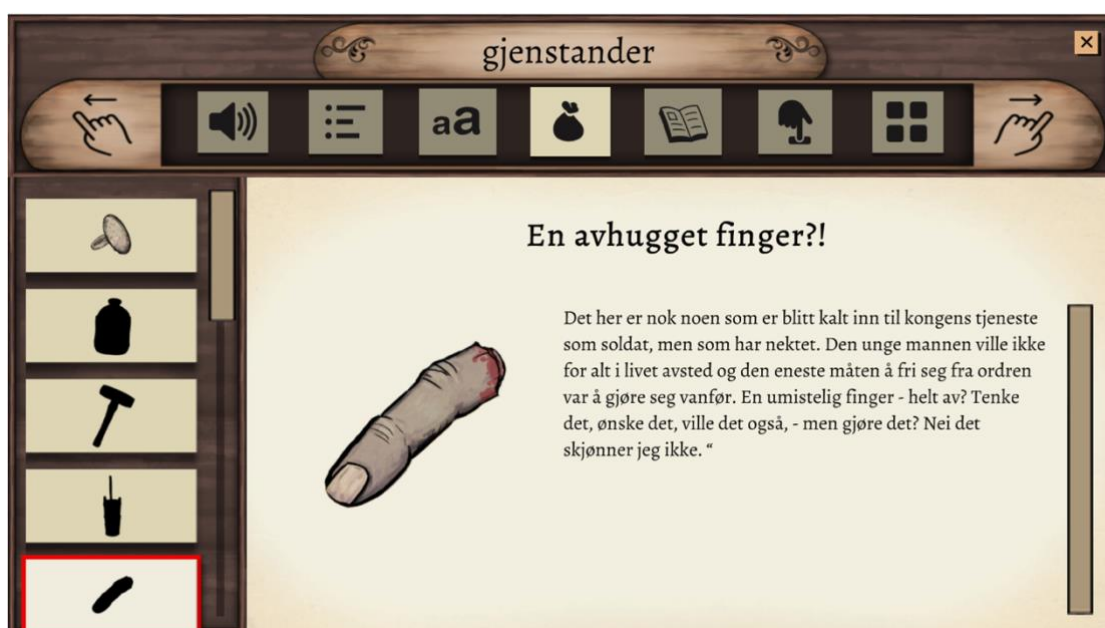 gjenstander
aa
En avhugget finger?!
Det her er nok noen som er blitt kalt inn til kongens tjeneste
som soldat, men som har nektet. Den unge mannen ville ikke
for alt i livet avsted og den eneste måten å fri seg fra ordren
var å gjøre seg vanfør. En umistelig finger - helt av? Tenke
det, ønske det, ville det også, - men gjøre det? Nei det
skjønner jeg ikke. “